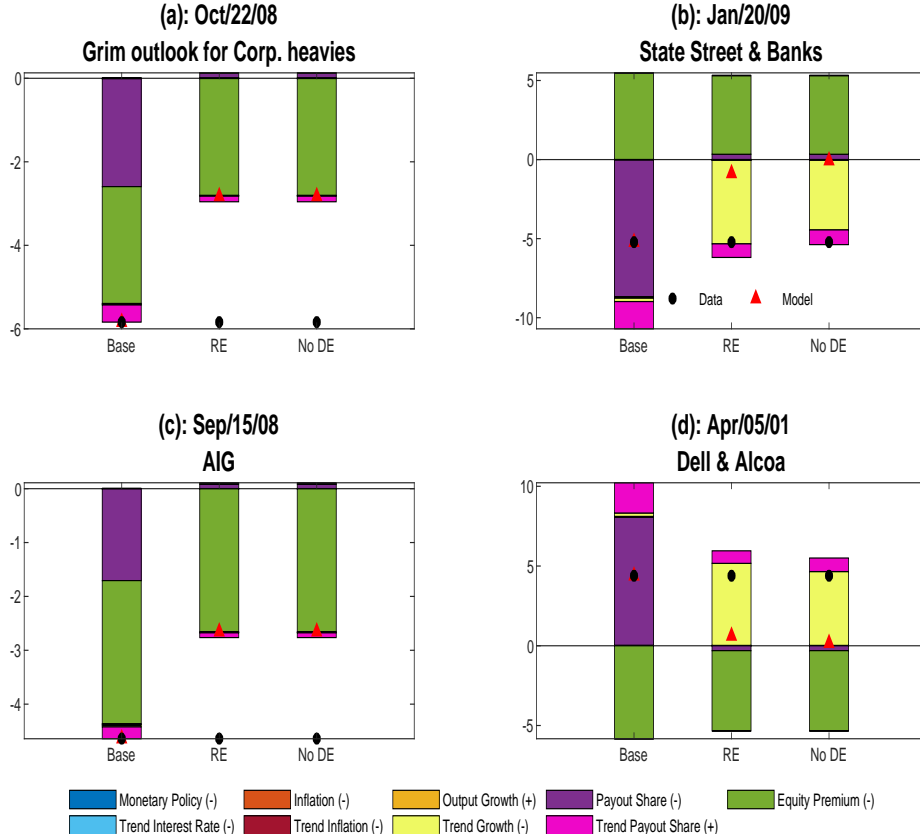 (a): Oct/22/08
Grim outlook for Corp. heavies
0
-2
-4
-6
Base RE No DE
(b): Jan/20/09
State Street & Banks
5
0
-5
-10
Data Model
Base RE No DE
(c): Sep/15/08
AIG
0
-1
-2
-3
-4
Base RE No DE
(d): Apr/05/01
Dell & Alcoa
10
5
0
-5
Base RE No DE
Monetary Policy (-) Inflation (-) Output Growth (+) Payout Share (-) Equity Premium (-)
Trend Interest Rate (-) Trend Inflation (-) Trend Growth (-) Trend Payout Share (+)